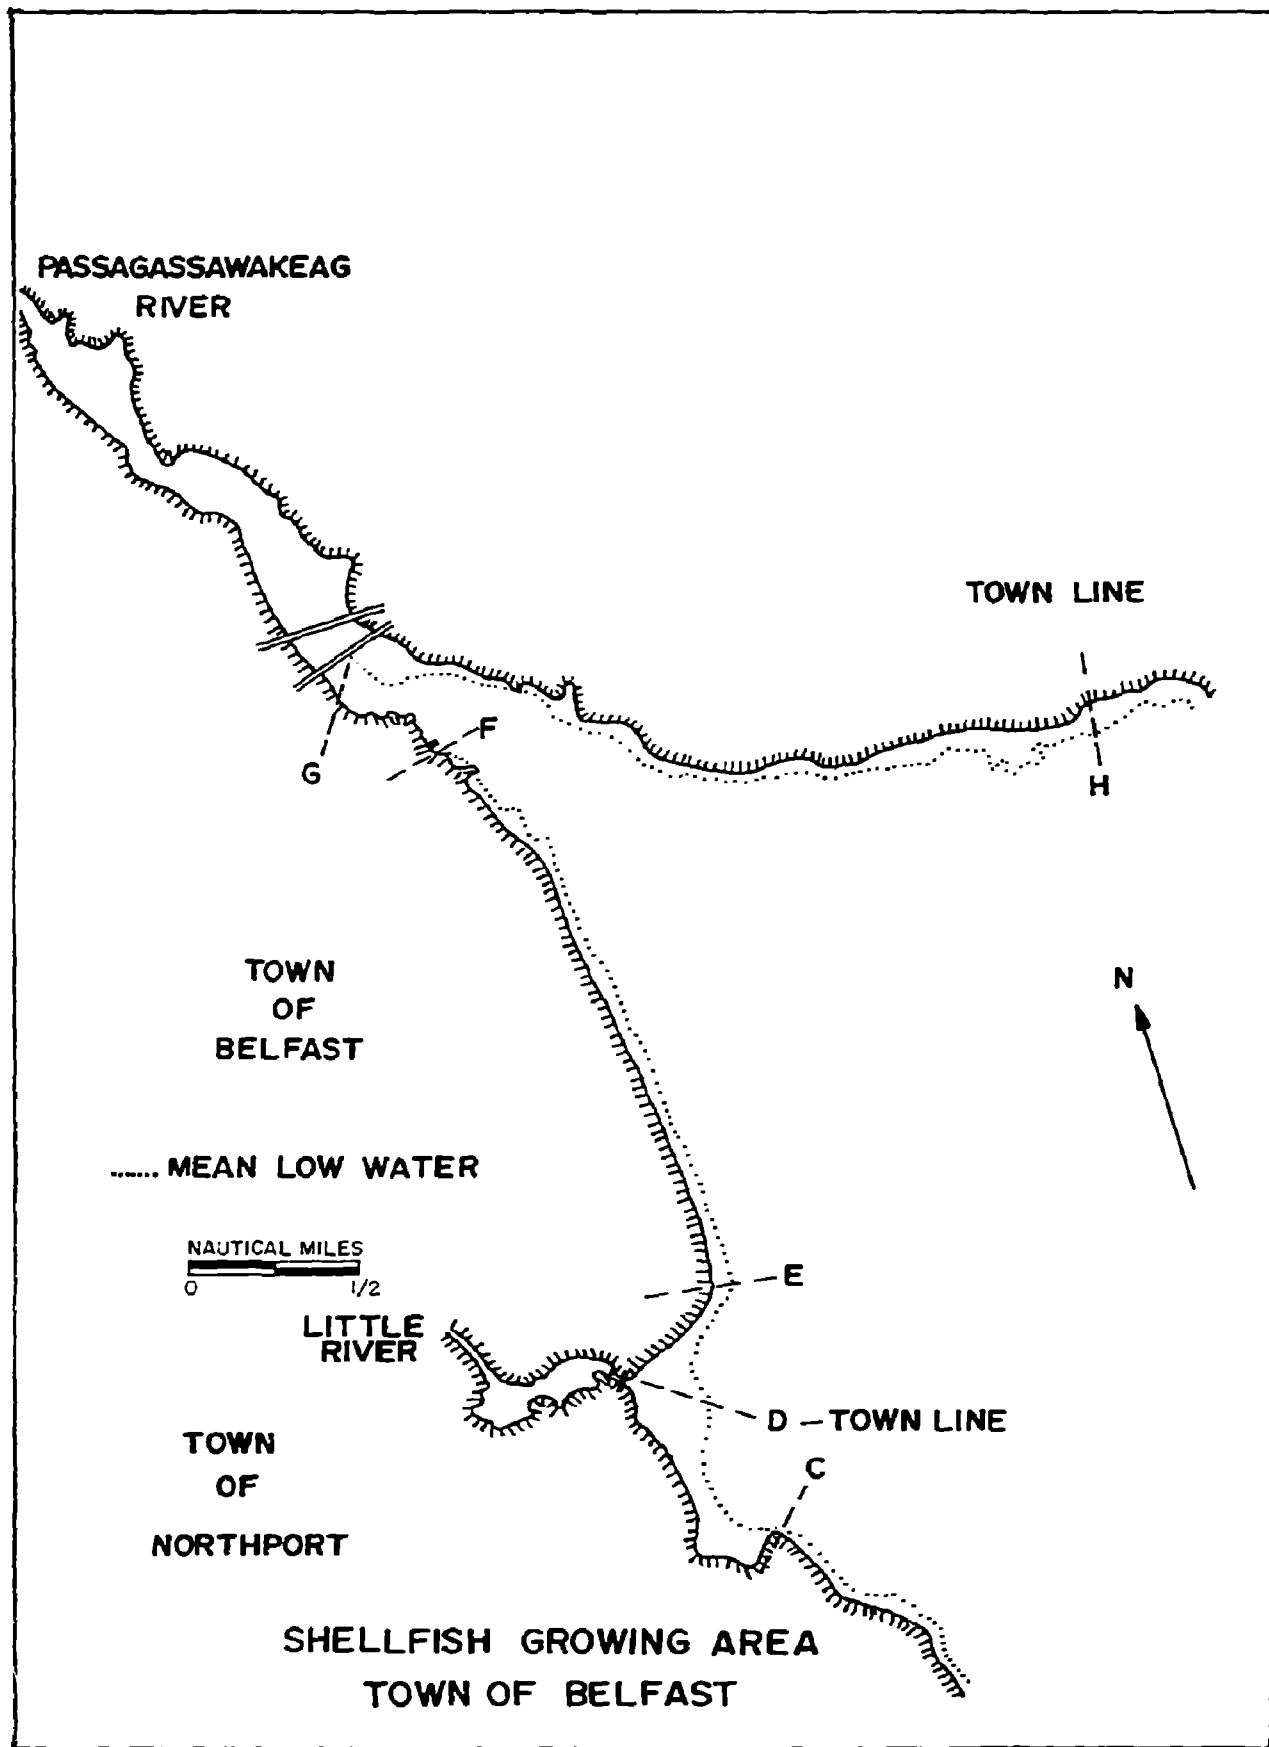 PASSAGASSAWAKEAG
RIVER
TOWN LINE
F
G
H
TOWN
OF
BELFAST
N
....... MEAN LOW WATER
NAUTICAL MILES
0 1/2
E
LITTLE
RIVER
D – TOWN LINE
TOWN
OF
NORTHPORT
C
SHELLFISH GROWING AREA
TOWN OF BELFAST